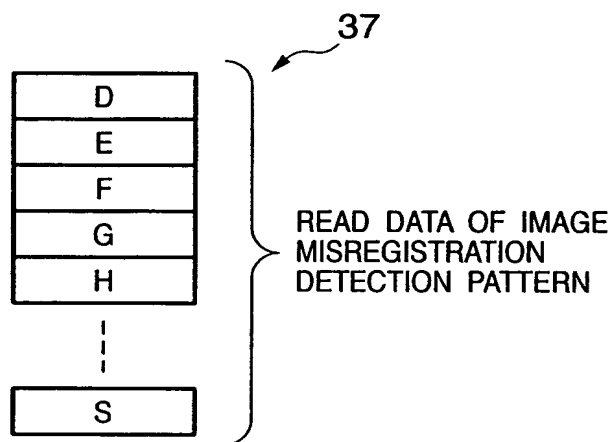 37
D
E
F
G
H
S
READ DATA OF IMAGE
MISREGISTRATION
DETECTION PATTERN